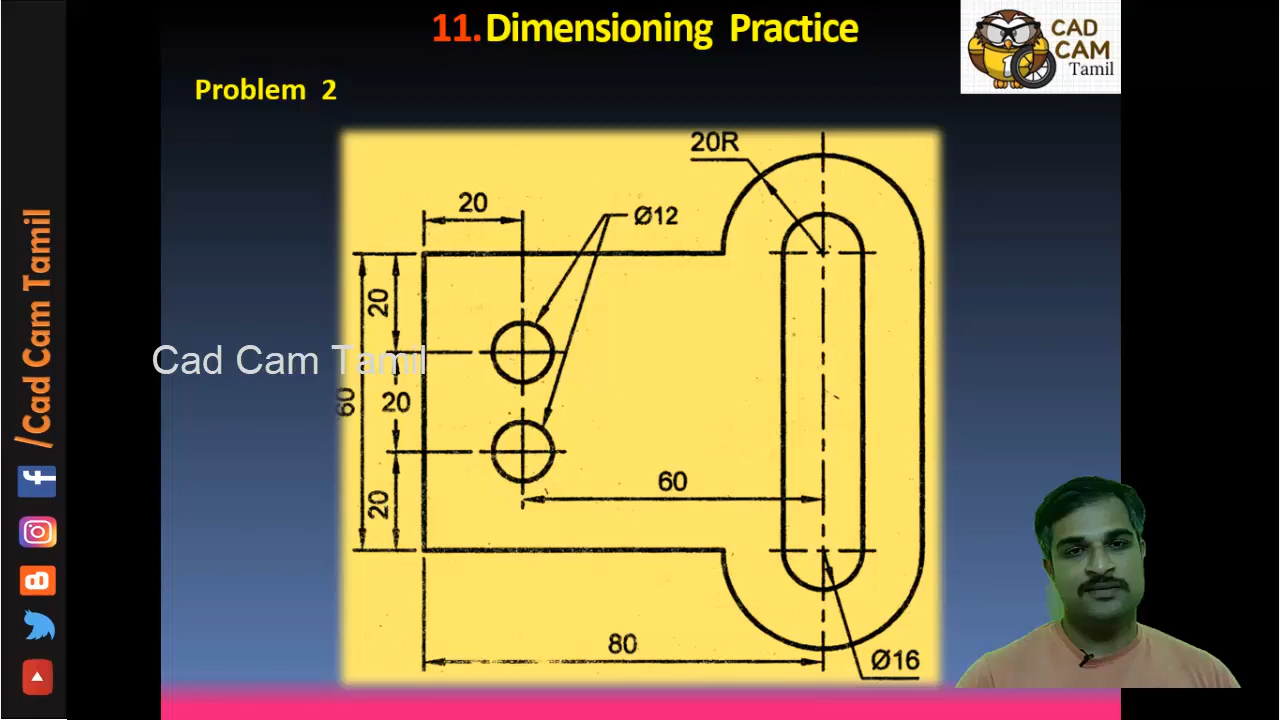 11. Dimensioning Practice
CAD
CAM
Tamil
Problem 2
20R
20
Ø12
20
Cad Cam Tamil
60
20
60
20
80
Ø16
/Cad Cam Tamil